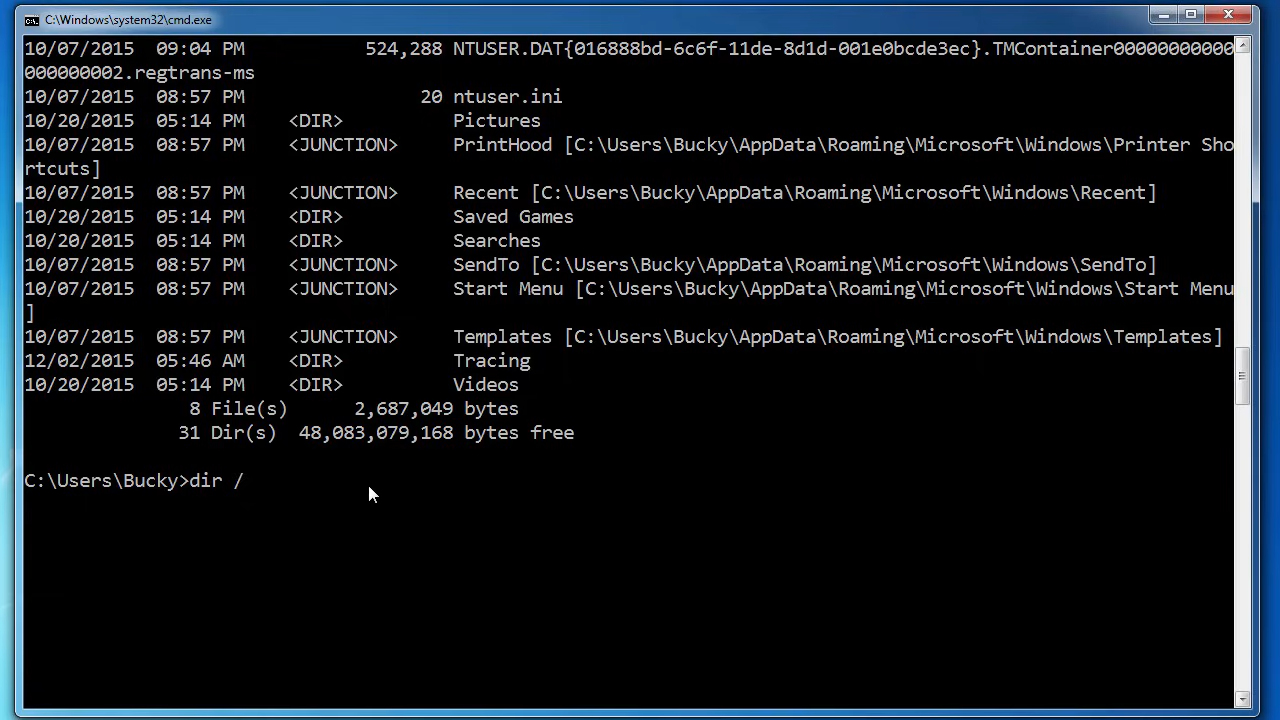 C:\Windows\system32\cmd.exe
10/07/2015  09:04 PM           524,288 NTUSER.DAT{016888bd-6c6f-11de-8d1d-001e0bcde3ec}.TMContainer00000000000
000000002.regtrans-ms
10/07/2015  08:57 PM                20 ntuser.ini
10/20/2015  05:14 PM    <DIR>          Pictures
10/07/2015  08:57 PM    <JUNCTION>     PrintHood [C:\Users\Bucky\AppData\Roaming\Microsoft\Windows\Printer Sho
rtcuts]
10/07/2015  08:57 PM    <JUNCTION>     Recent [C:\Users\Bucky\AppData\Roaming\Microsoft\Windows\Recent]
10/20/2015  05:14 PM    <DIR>          Saved Games
10/20/2015  05:14 PM    <DIR>          Searches
10/07/2015  08:57 PM    <JUNCTION>     SendTo [C:\Users\Bucky\AppData\Roaming\Microsoft\Windows\SendTo]
10/07/2015  08:57 PM    <JUNCTION>     Start Menu [C:\Users\Bucky\AppData\Roaming\Microsoft\Windows\Start Menu
]
10/07/2015  08:57 PM    <JUNCTION>     Templates [C:\Users\Bucky\AppData\Roaming\Microsoft\Windows\Templates]
12/02/2015  05:46 AM    <DIR>          Tracing
10/20/2015  05:14 PM    <DIR>          Videos
               8 File(s)      2,687,049 bytes
              31 Dir(s)  48,083,079,168 bytes free
C:\Users\Bucky>dir /